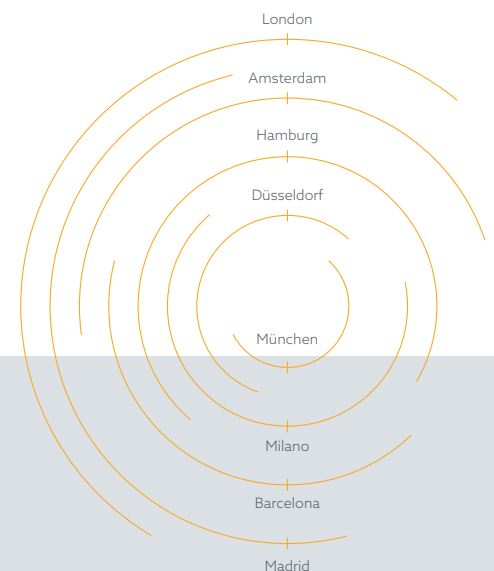 London
Amsterdam
Hamburg
Düsseldorf
München
Milano
Barcelona
Madrid